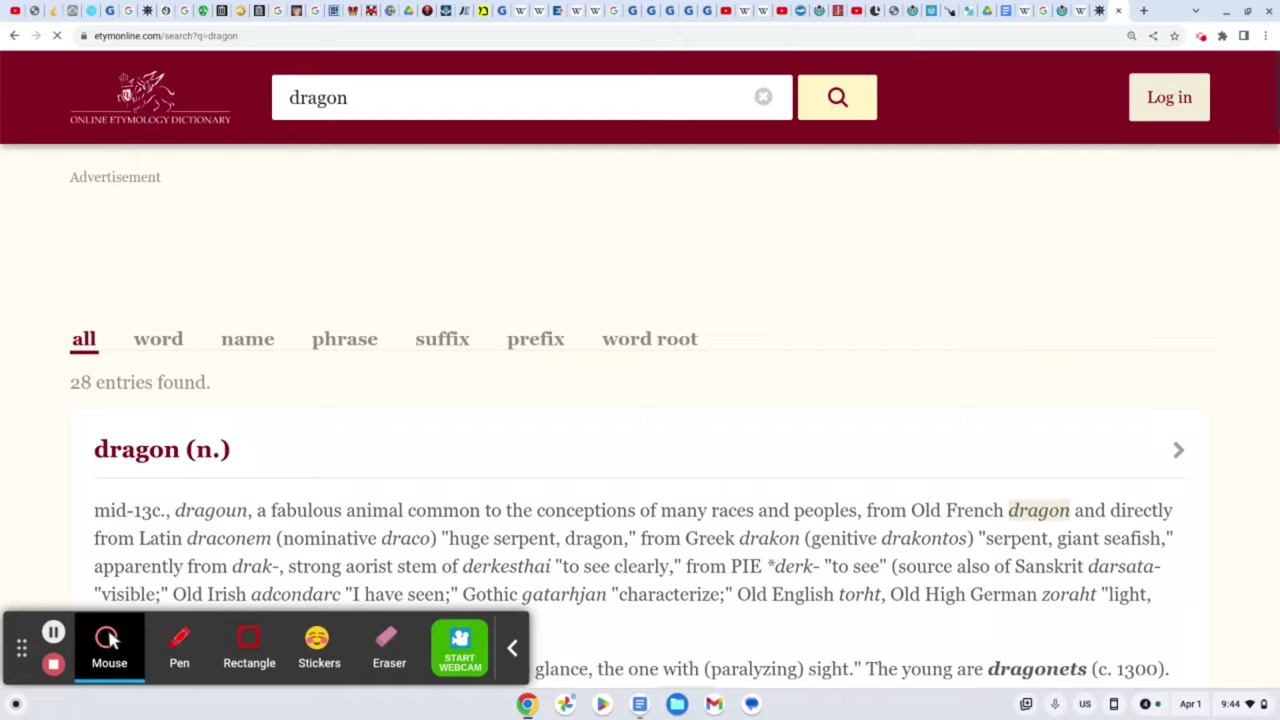 etymonline.com/search?q=dragon
ONLINE ETYMOLOGY DICTIONARY
dragon
Log in
Advertisement
all word name phrase suffix prefix word root
28 entries found.
dragon (n.)
mid-13c., dragoun, a fabulous animal common to the conceptions of many races and peoples, from Old French dragon and directly
from Latin draconem (nominative draco) "huge serpent, dragon," from Greek drakon (genitive drakontos) "serpent, giant seafish,"
apparently from drak-, strong aorist stem of derkesthai "to see clearly," from PIE *derk- "to see" (source also of Sanskrit darsata-
"visible;" Old Irish adcondarc "I have seen;" Gothic gatarhjan "characterize;" Old English torht, Old High German zoraht "light,
glance, the one with (paralyzing) sight." The young are dragonets (c. 1300).
Mouse Pen Rectangle Stickers Eraser START
WEBCAM
US 4 Apr 1 9:44